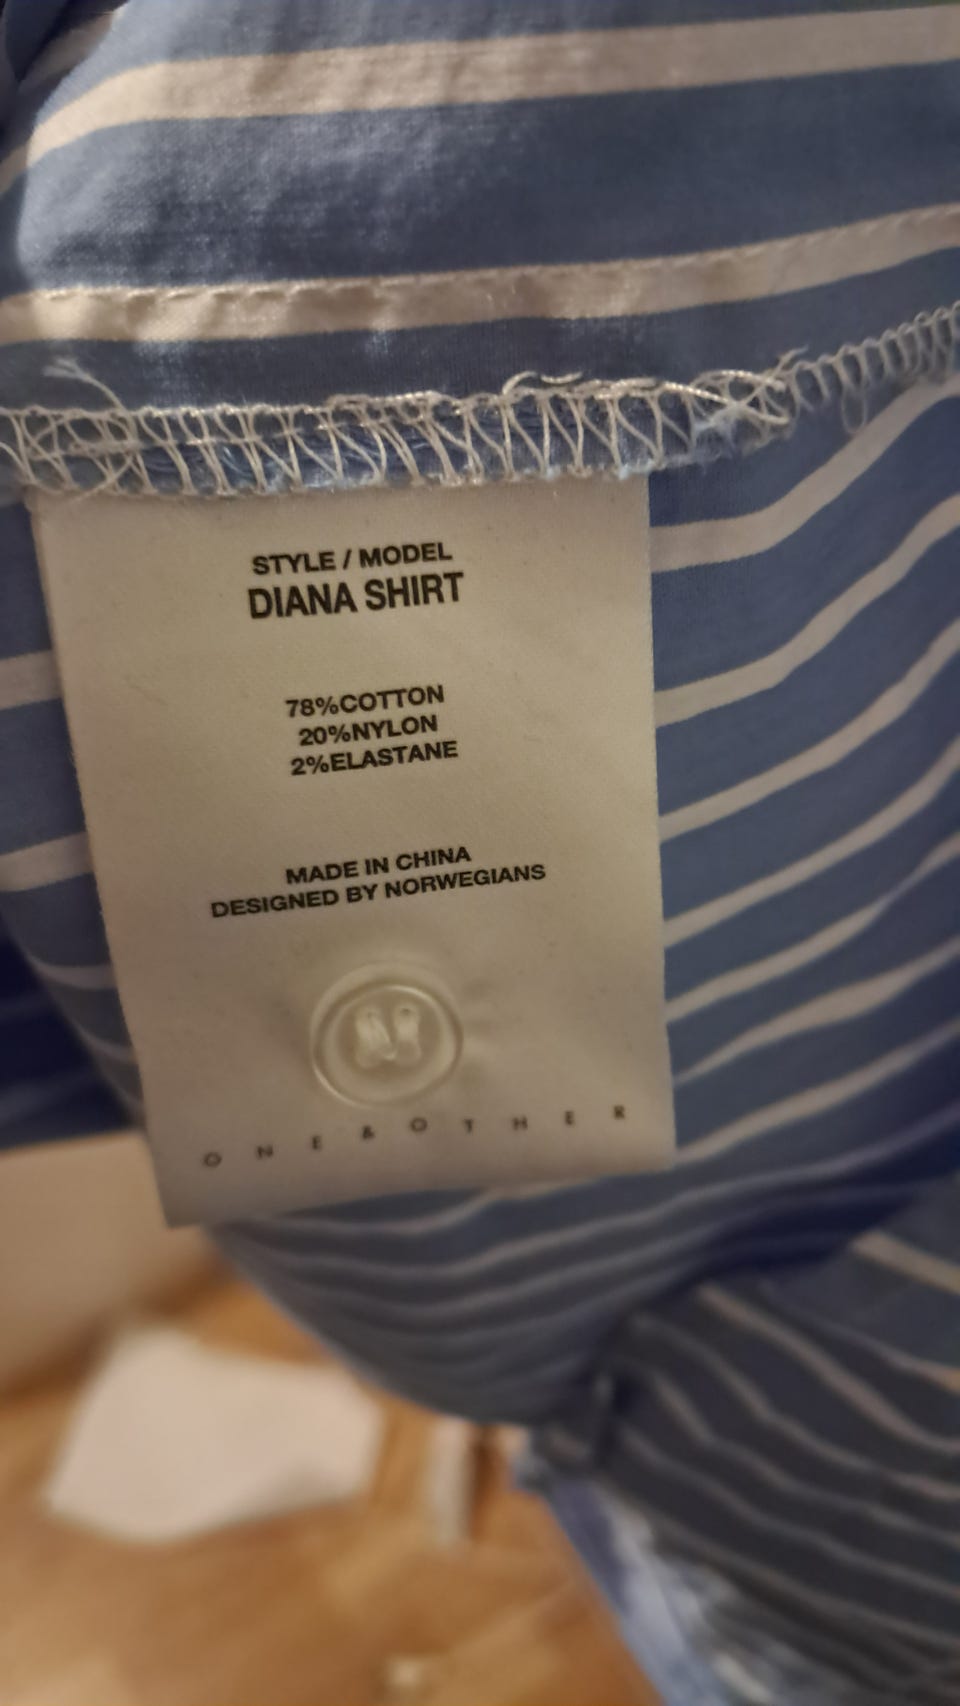 STYLE / MODEL
DIANA SHIRT
78%COTTON
20%NYLON
2%ELASTANE
MADE IN CHINA
DESIGNED BY NORWEGIANS
ONE & OTHER